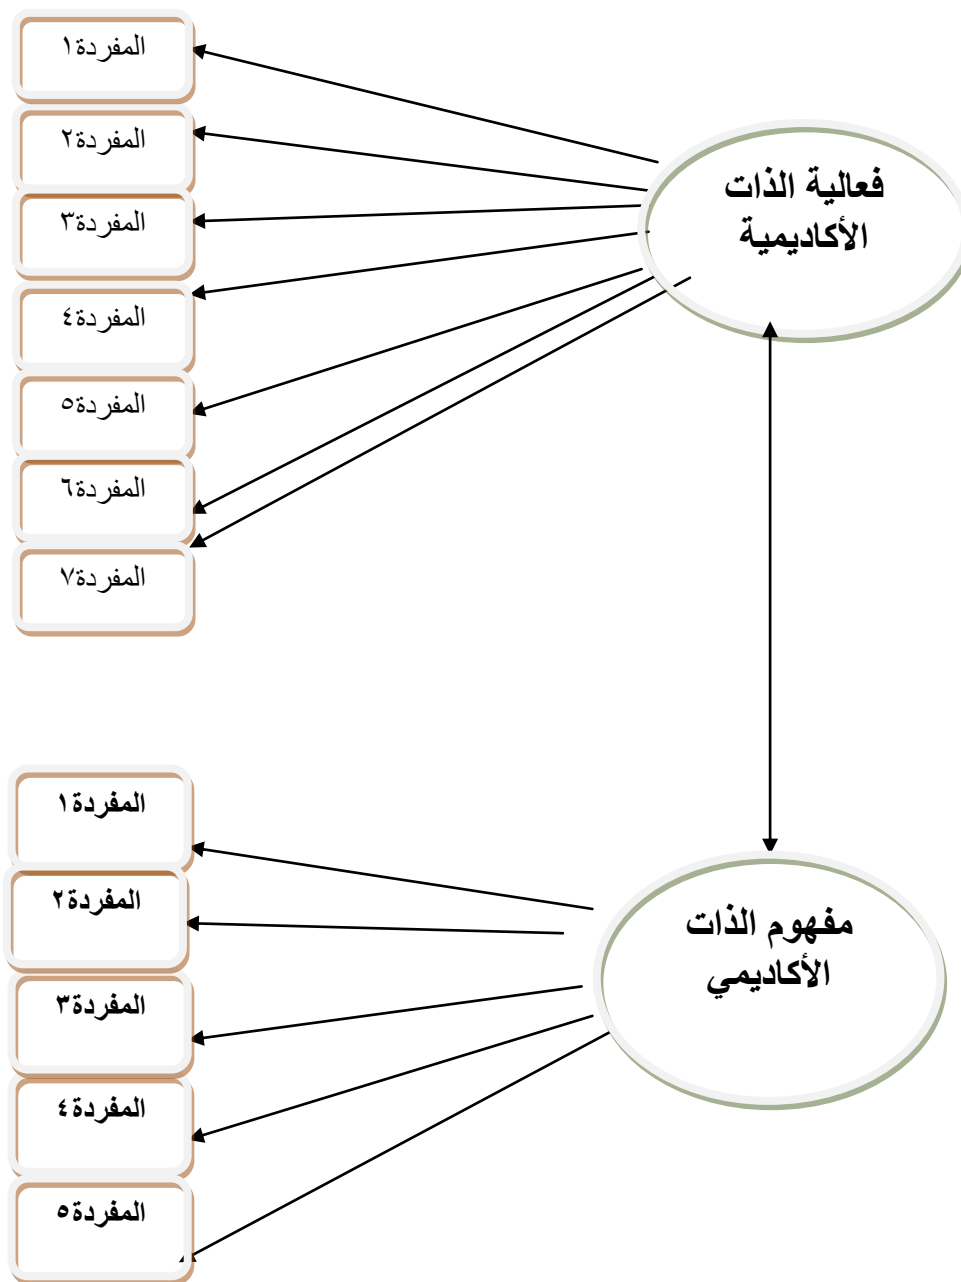 المفردة١
المفردة٢
المفردة٣
المفردة٤
المفردة٥
المفردة٦
المفردة٧
فعالية الذات
الأكاديمية
المفردة١
المفردة٢
المفردة٣
المفردة٤
المفردة٥
مفهوم الذات
الأكاديمي